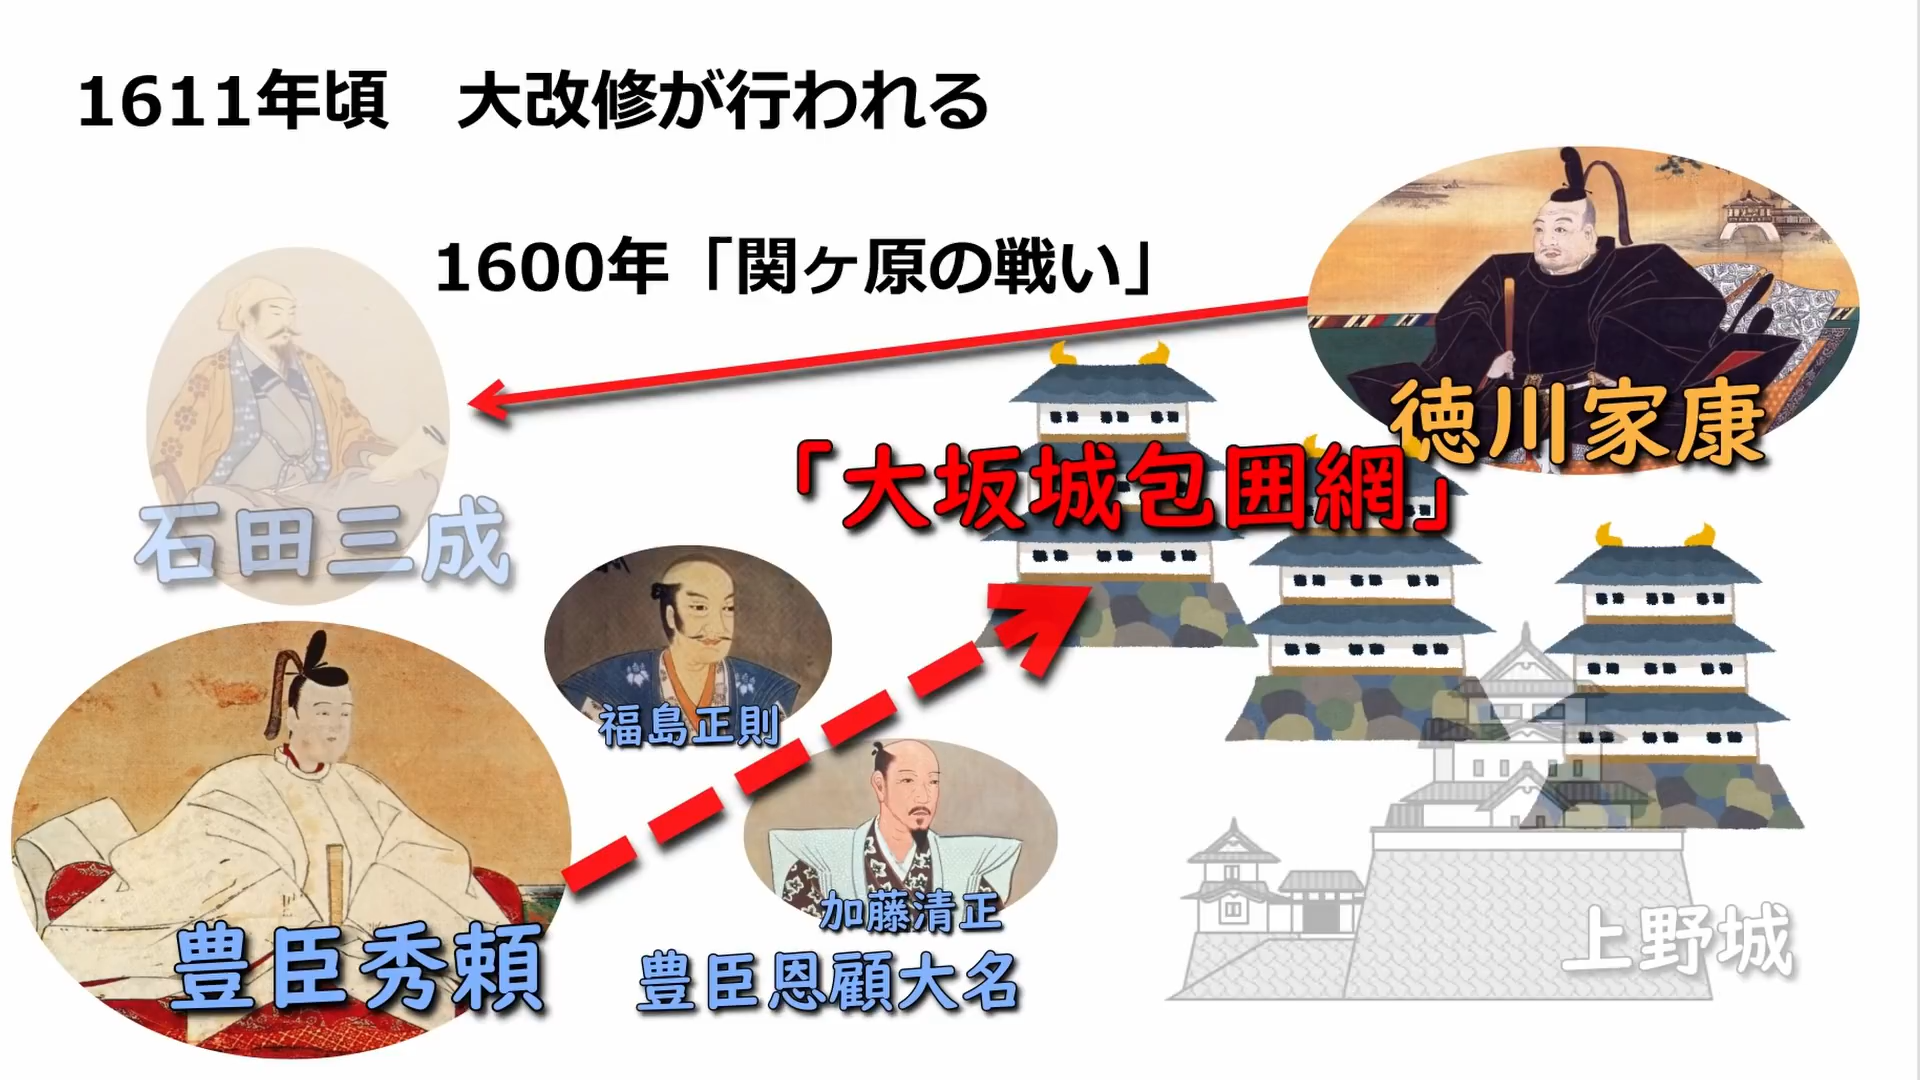 1611年頃　大改修が行われる
1600年「関ヶ原の戦い」
徳川家康
「大坂城包囲網」
石田三成
福島正則
加藤清正
豊臣秀頼
豊臣恩顧大名
上野城